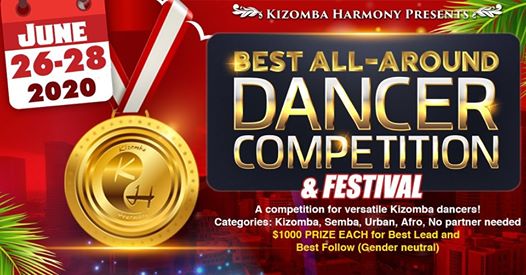 JUNE
26-28
2020
KIZOMBA HARMONY PRESENTS
BEST ALL-AROUND
DANCER
COMPETITION
& FESTIVAL
Kizomba
K
H
A competition for versatile Kizomba dancers!
Categories: Kizomba, Semba, Urban, Afro, No partner needed
$1000 PRIZE EACH for Best Lead and
Best Follow (Gender neutral)